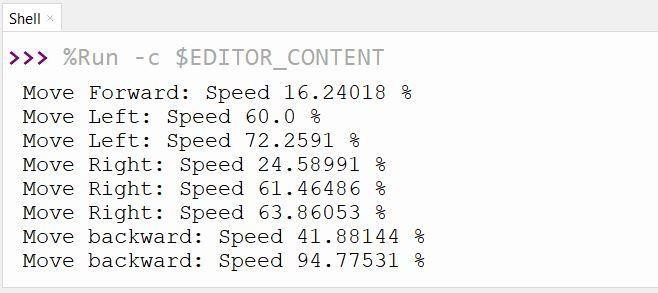 Shell ×
>>> %Run -c $EDITOR_CONTENT
Move Forward: Speed 16.24018 %
Move Left: Speed 60.0 %
Move Left: Speed 72.2591 %
Move Right: Speed 24.58991 %
Move Right: Speed 61.46486 %
Move Right: Speed 63.86053 %
Move backward: Speed 41.88144 %
Move backward: Speed 94.77531 %